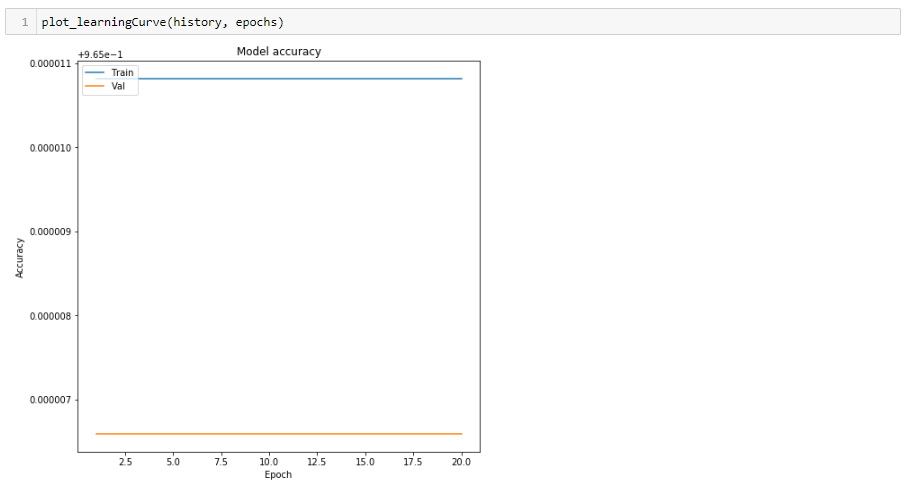 1 plot_learningCurve(history, epochs)
Model accuracy
+9.65e−1
0.000011
0.000010
0.000009
0.000008
0.000007
Accuracy
Train
Val
2.5 5.0 7.5 10.0 12.5 15.0 17.5 20.0
Epoch